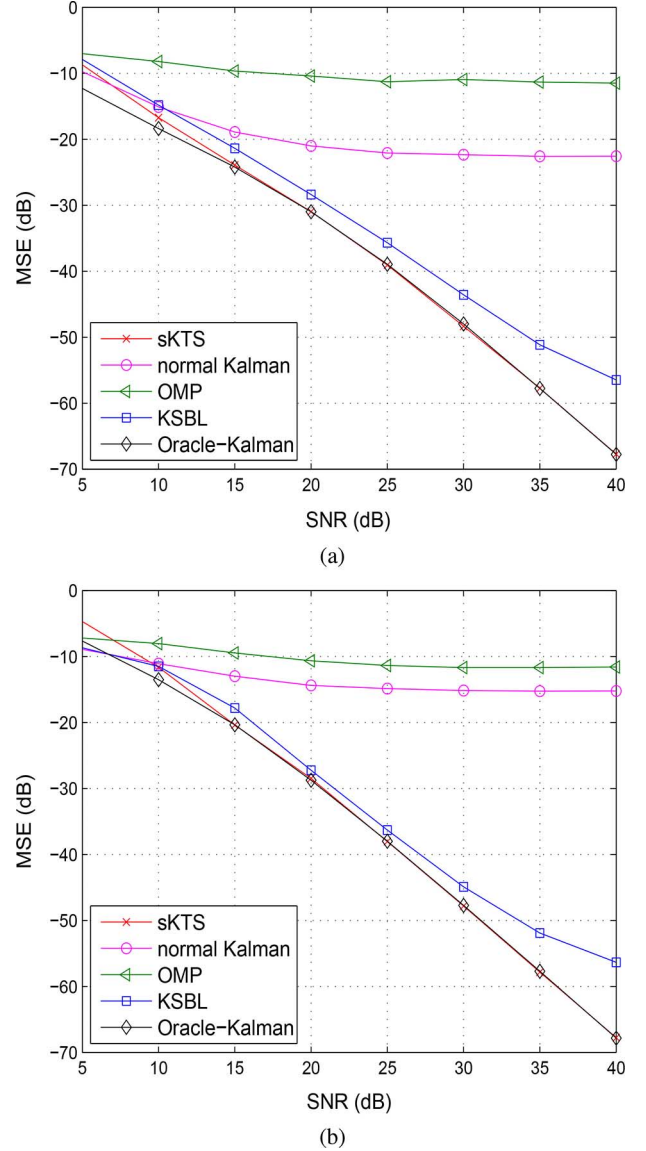 0
−10
−20
−30
−40
−50
−60
−70
MSE (dB)
sKTS
normal Kalman
OMP
KSBL
Oracle−Kalman
5 10 15 20 25 30 35 40
SNR (dB)
(a)
0
−10
−20
−30
−40
−50
−60
−70
MSE (dB)
sKTS
normal Kalman
OMP
KSBL
Oracle−Kalman
5 10 15 20 25 30 35 40
SNR (dB)
(b)